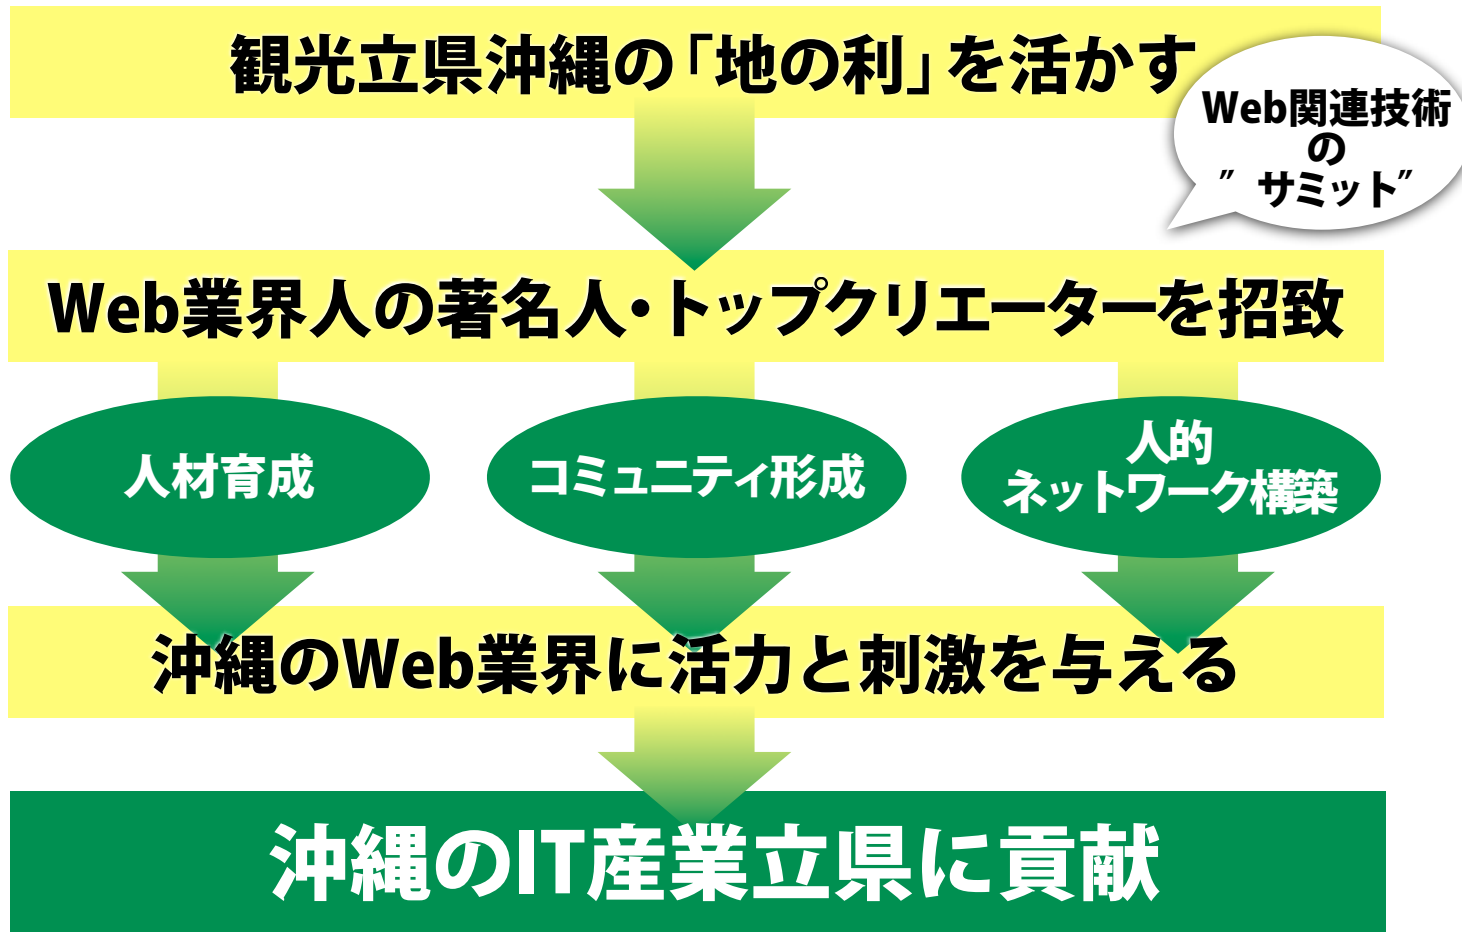 観光立県沖縄の「地の利」を活かす
Web関連技術
の
”サミット”
Web業界人の著名人・トップクリエーターを招致
人材育成
コミュニティ形成
人的
ネットワーク構築
沖縄のWeb業界に活力と刺激を与える
沖縄のIT産業立県に貢献